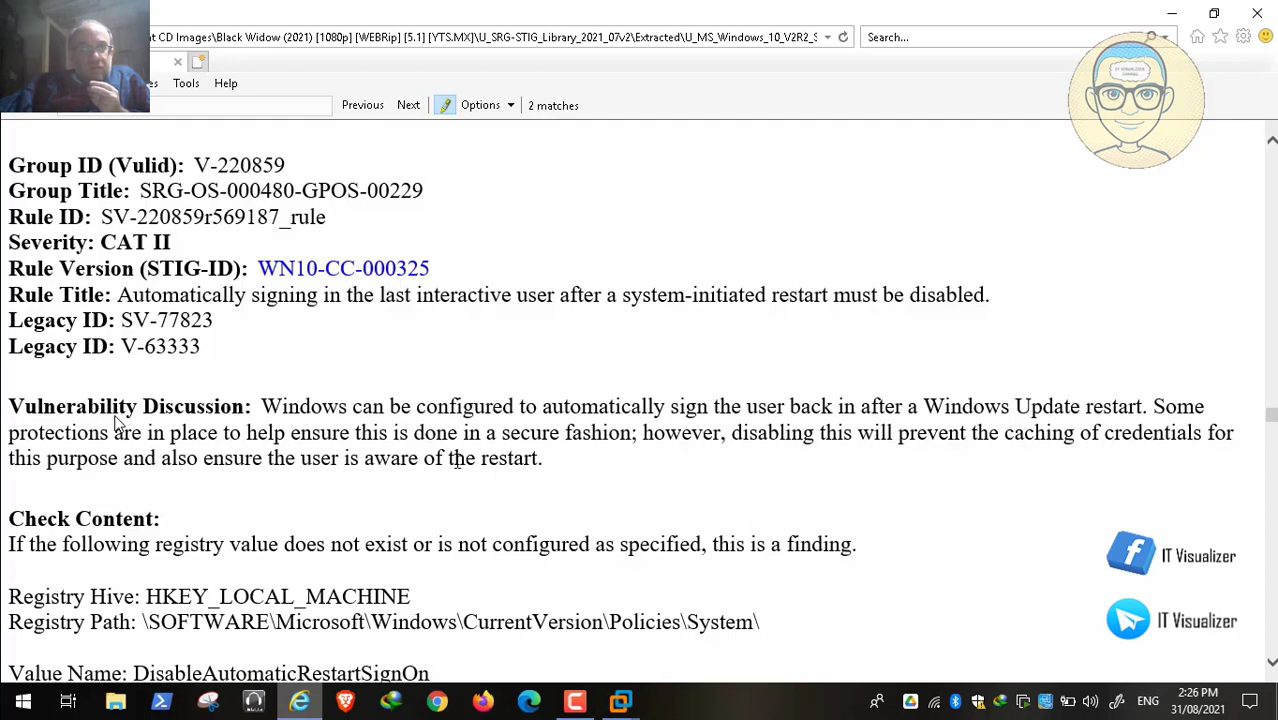 nt CD Images\Black Widow (2021) [1080p] [WEBRip] [5.1] [YTS.MX]\U_SRG-STIG_Library_2021_07v2\Extracted\U_MS_Windows_10_V2R2_S
Search...
Tools Help
Previous Next Options 2 matches
IT VISUALIZER
CHANNEL
Group ID (Vulid): V-220859
Group Title: SRG-OS-000480-GPOS-00229
Rule ID: SV-220859r569187_rule
Severity: CAT II
Rule Version (STIG-ID): WN10-CC-000325
Rule Title: Automatically signing in the last interactive user after a system-initiated restart must be disabled.
Legacy ID: SV-77823
Legacy ID: V-63333
Vulnerability Discussion: Windows can be configured to automatically sign the user back in after a Windows Update restart. Some
protections are in place to help ensure this is done in a secure fashion; however, disabling this will prevent the caching of credentials for
this purpose and also ensure the user is aware of the restart.
Check Content:
If the following registry value does not exist or is not configured as specified, this is a finding.
Registry Hive: HKEY_LOCAL_MACHINE
Registry Path: \SOFTWARE\Microsoft\Windows\CurrentVersion\Policies\System\
Value Name: DisableAutomaticRestartSignOn
IT Visualizer
IT Visualizer
ENG
2:26 PM
31/08/2021